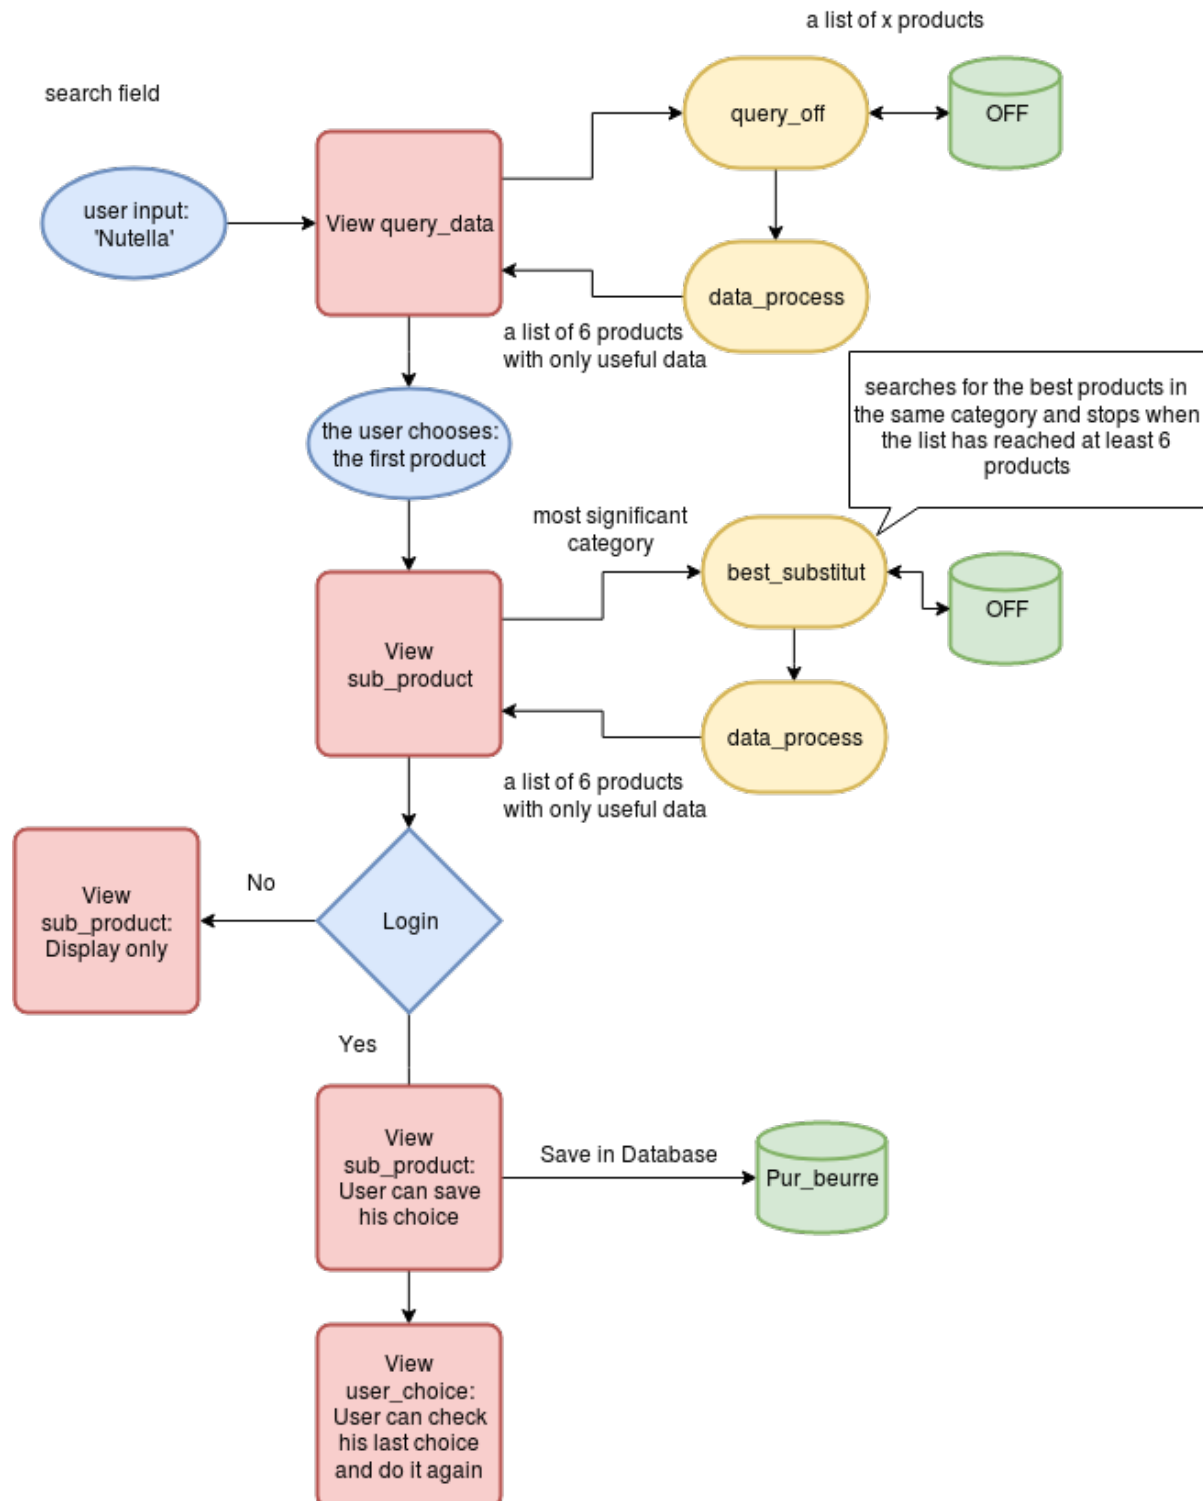 a list of x products
search field
query_off
OFF
user input:
'Nutella'
View query_data
data_process
a list of 6 products
with only useful data
searches for the best products in
the same category and stops when
the list has reached at least 6
products
the user chooses:
the first product
most significant
category
best_substitut
OFF
View
sub_product
data_process
a list of 6 products
with only useful data
No
View
sub_product:
Display only
Login
Yes
View
sub_product:
User can save
his choice
Save in Database
Pur_beurre
View
user_choice:
User can check
his last choice
and do it again